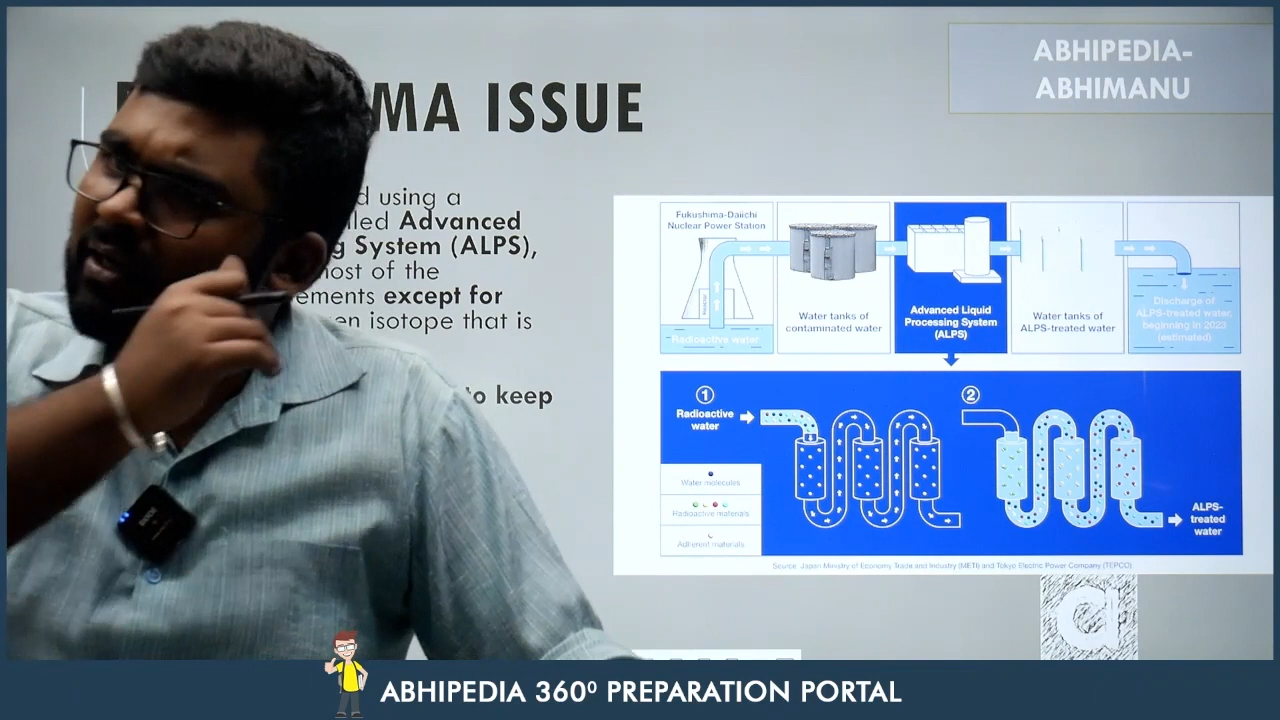 MA ISSUE
ABHIPEDIA-
ABHIMANU
d using a
lled Advanced
g System (ALPS),
most of the
ements except for
en isotope that is
to keep
Fukushima-Daiichi
Nuclear Power Station
Radioactive water
Water tanks of
contaminated water
Advanced Liquid
Processing System
(ALPS)
Water tanks of
ALPS-treated water
Discharge of
ALPS-treated water,
beginning in 2023
(estimated)
1
Radioactive
water
2
Water molecules
Radioactive materials
Adherent materials
ALPS-
treated
water
Source: Japan Ministry of Economy Trade and Industry (METI) and Tokyo Electric Power Company (TEPCO)
a
ABHIPEDIA 360⁰ PREPARATION PORTAL